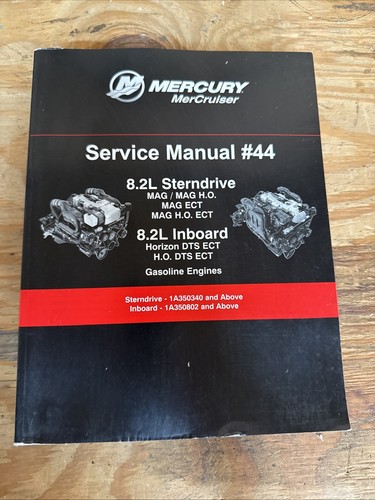 MERCURY
MerCruiser
Service Manual #44
8.2L Sterndrive
MAG / MAG H.O.
MAG ECT
MAG H.O. ECT
8.2L Inboard
Horizon DTS ECT
H.O. DTS ECT
Gasoline Engines
Sterndrive - 1A350340 and Above
Inboard - 1A350802 and Above